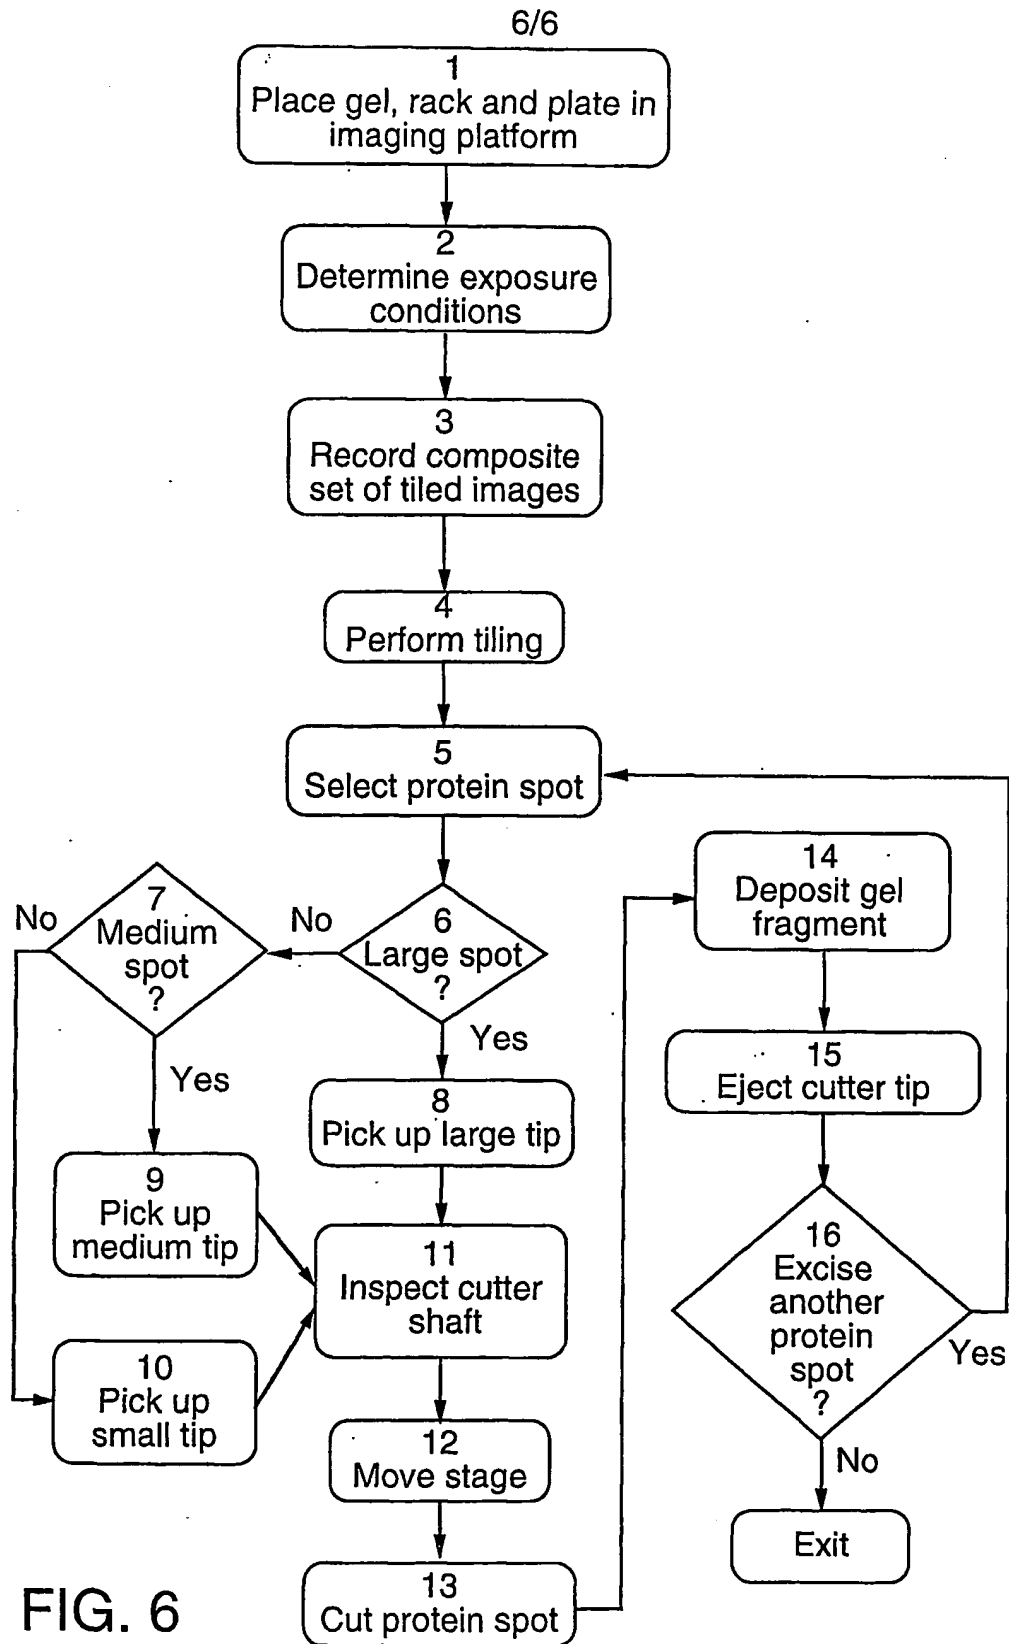 6/6
1
Place gel, rack and plate in
imaging platform
2
Determine exposure
conditions
3
Record composite
set of tiled images
4
Perform tiling
5
Select protein spot
6
Large spot
?
No
Yes
7
Medium
spot
?
No
Yes
8
Pick up large tip
9
Pick up
medium tip
10
Pick up
small tip
11
Inspect cutter
shaft
12
Move stage
13
Cut protein spot
14
Deposit gel
fragment
15
Eject cutter tip
16
Excise
another
protein
spot
?
Yes
No
Exit
FIG. 6